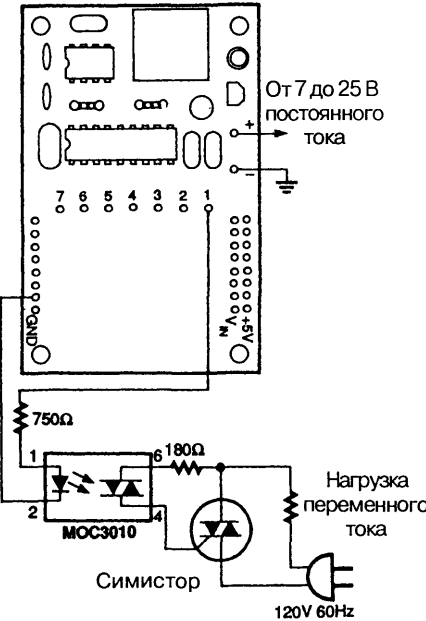 От 7 до 25 В
постоянного
тока
+
−
7 6 5 4 3 2 1
GND
V IN
+5V
750Ω
1
6
180Ω
2
4
MOC3010
Нагрузка
переменного
тока
Симистор
120V 60Hz